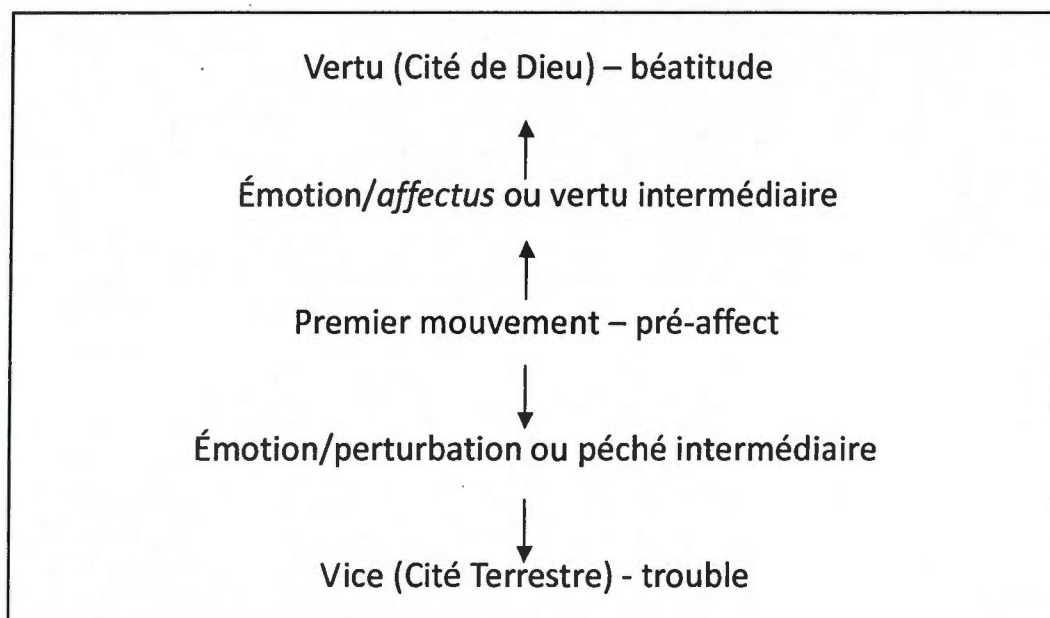 Vertu (Cité de Dieu) – béatitude
Émotion/affectus ou vertu intermédiaire
Premier mouvement – pré-affect
Émotion/perturbation ou péché intermédiaire
Vice (Cité Terrestre) - trouble